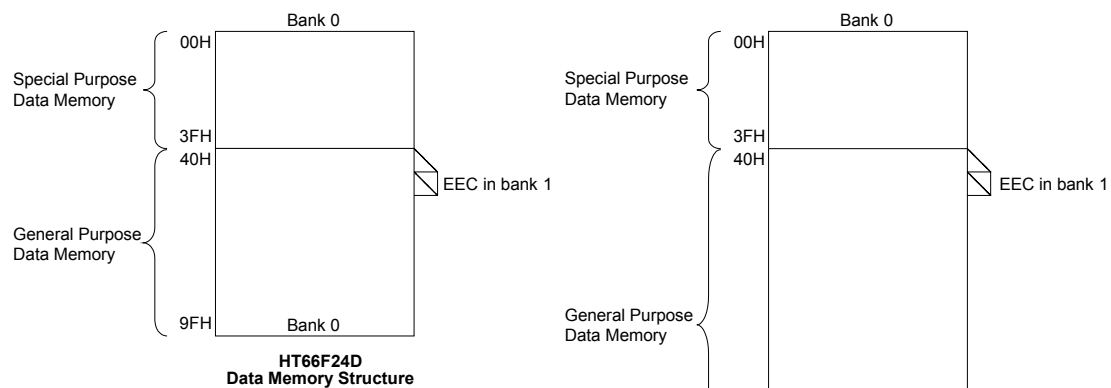 Bank 0
00H
Special Purpose
Data Memory
3FH
40H
EEC in bank 1
General Purpose
Data Memory
9FH
Bank 0
HT66F24D
Data Memory Structure
Bank 0
00H
Special Purpose
Data Memory
3FH
40H
EEC in bank 1
General Purpose
Data Memory